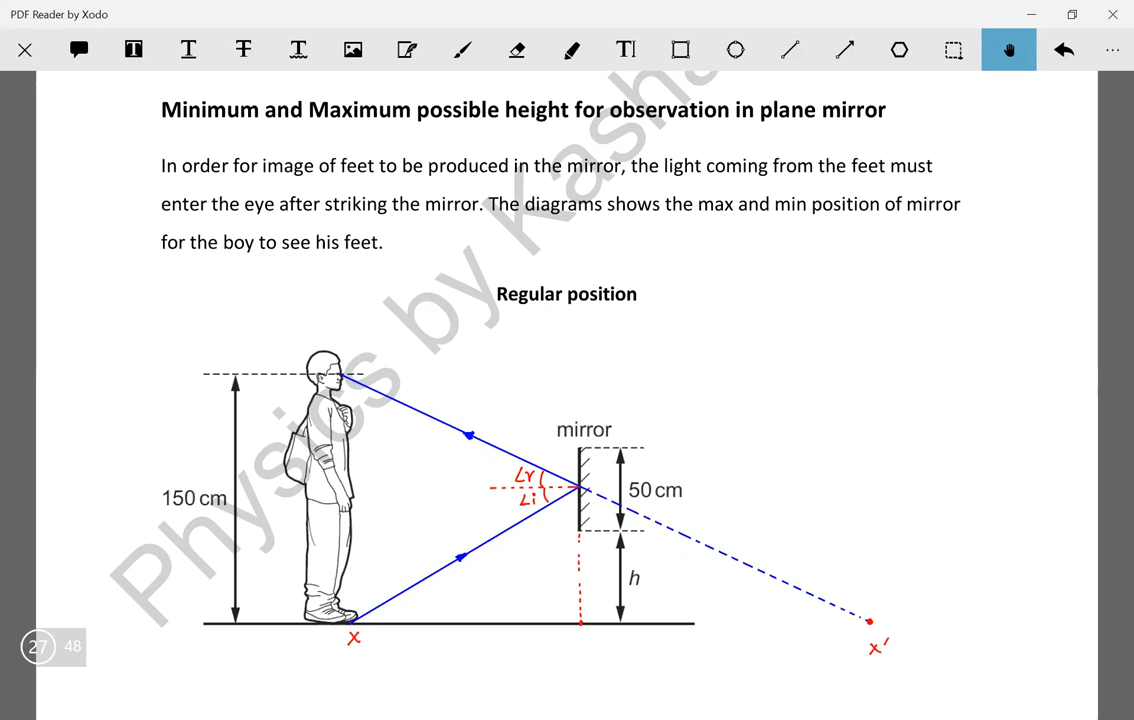 PDF Reader by Xodo
Minimum and Maximum possible height for observation in plane mirror
In order for image of feet to be produced in the mirror, the light coming from the feet must
enter the eye after striking the mirror. The diagrams shows the max and min position of mirror
for the boy to see his feet.
Regular position
mirror
∠r
∠i
150 cm
50 cm
h
X
X'
27 48
Physics by Kasha